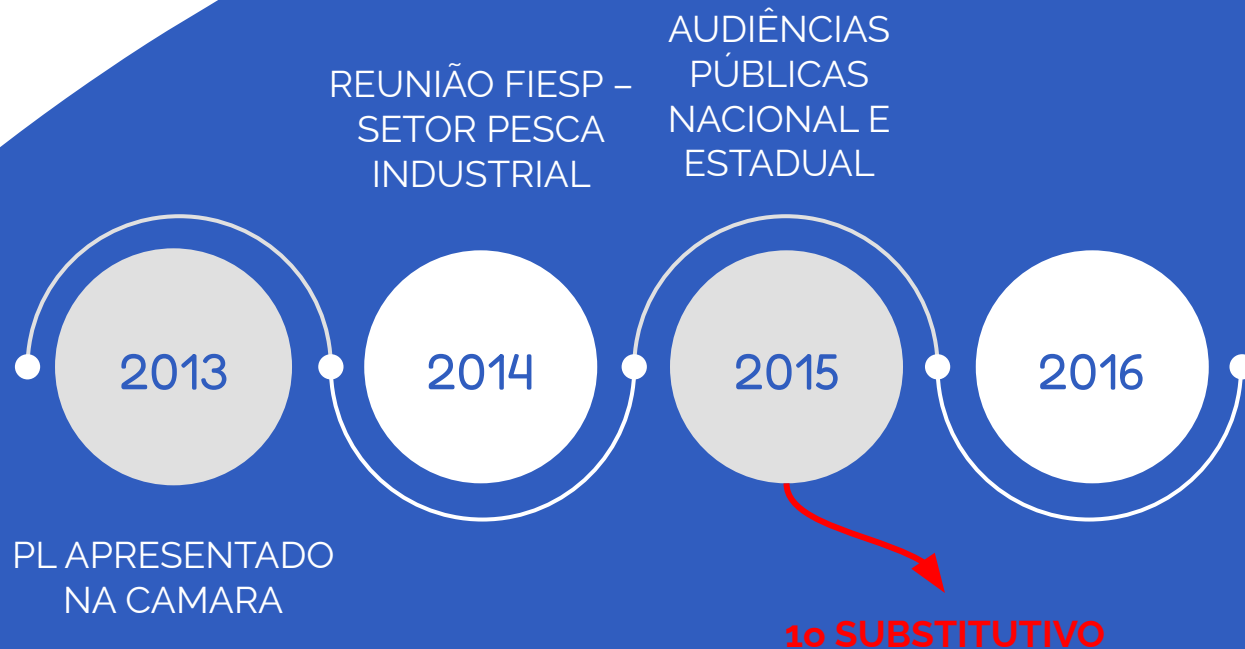 AUDIÊNCIAS
PÚBLICAS
NACIONAL E
ESTADUAL
REUNIÃO FIESP –
SETOR PESCA
INDUSTRIAL
2013
2014
2015
2016
PL APRESENTADO
NA CAMARA
1o SUBSTITUTIVO